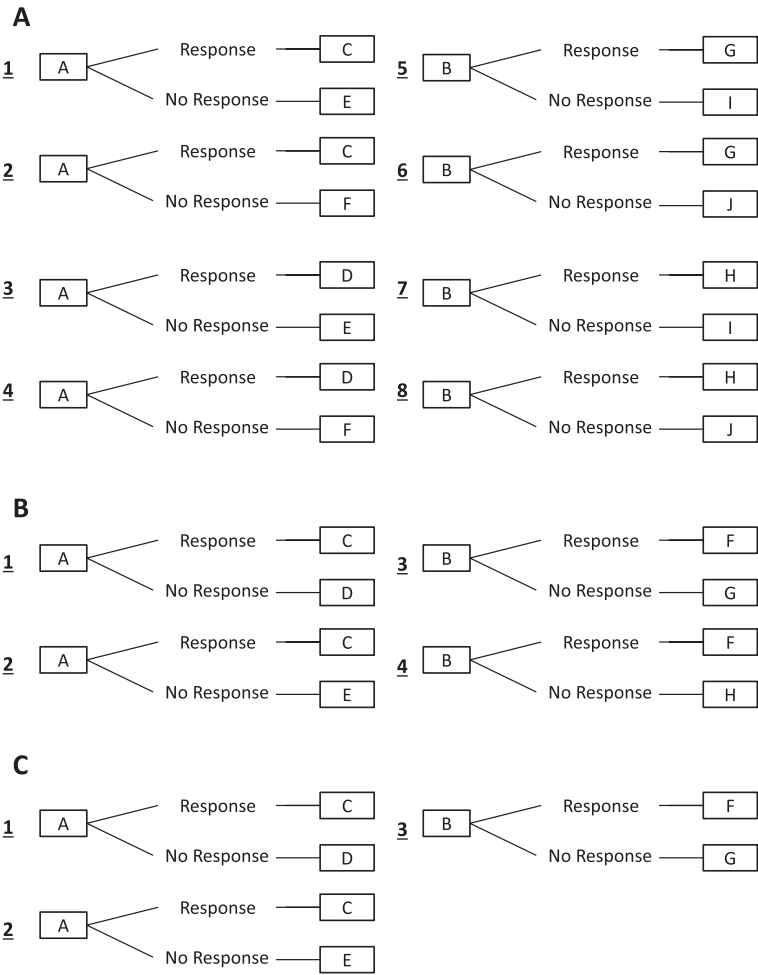 A
1 A Response C
No Response E
5 B Response G
No Response I
2 A Response C
No Response F
6 B Response G
No Response J
3 A Response D
No Response E
7 B Response H
No Response I
4 A Response D
No Response F
8 B Response H
No Response J
B
1 A Response C
No Response D
3 B Response F
No Response G
2 A Response C
No Response E
4 B Response F
No Response H
C
1 A Response C
No Response D
3 B Response F
No Response G
2 A Response C
No Response E